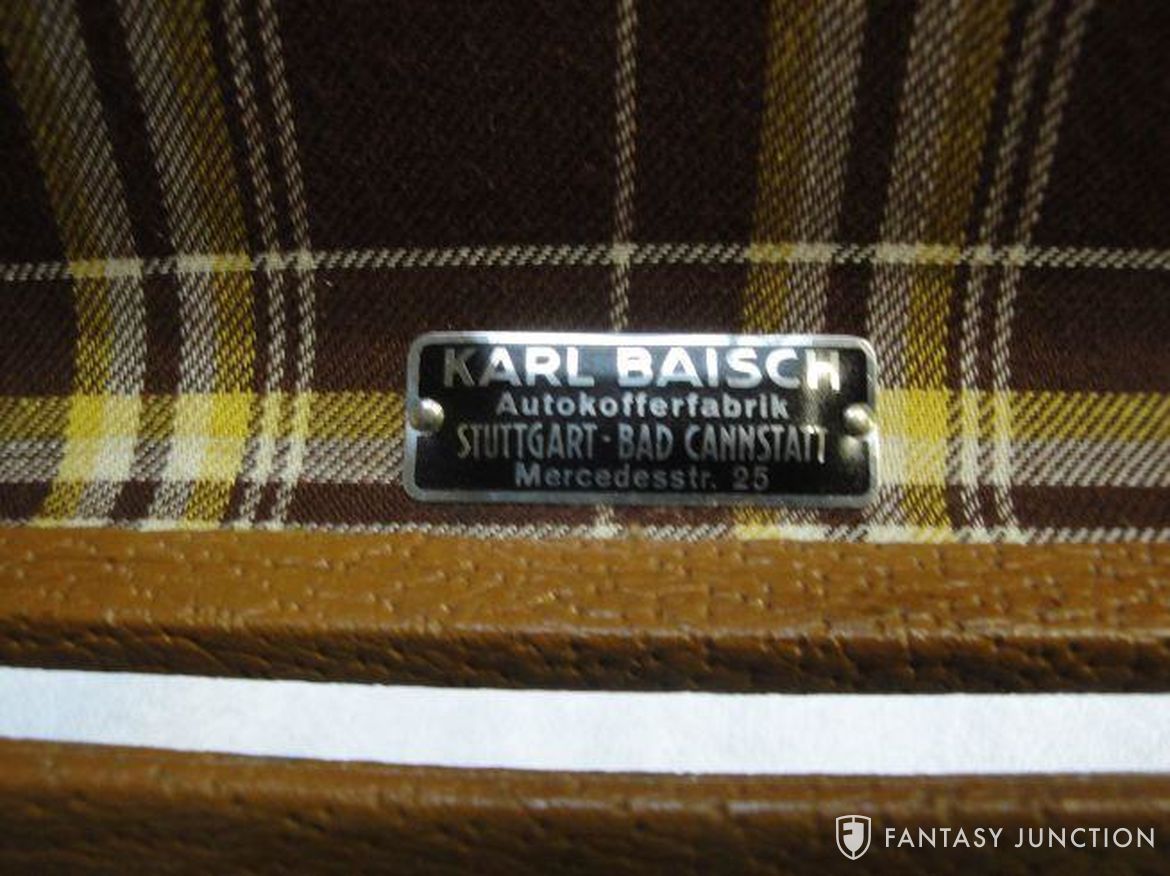 KARL BAISCH
Autokofferfabrik
STUTTGART - BAD CANNSTATT
Mercedesstr. 25
FANTASY JUNCTION